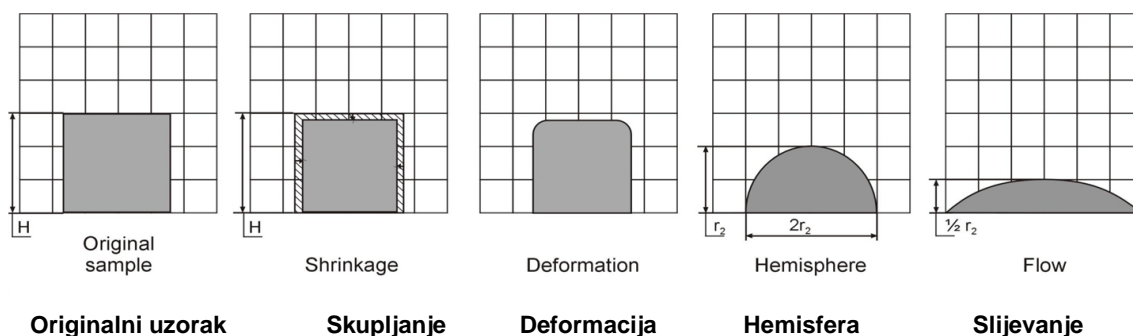 H
H
r₂
2r₂
½ r₂
Original
sample
Shrinkage
Deformation
Hemisphere
Flow
Originalni uzorak
Skupljanje
Deformacija
Hemisfera
Slijevanje